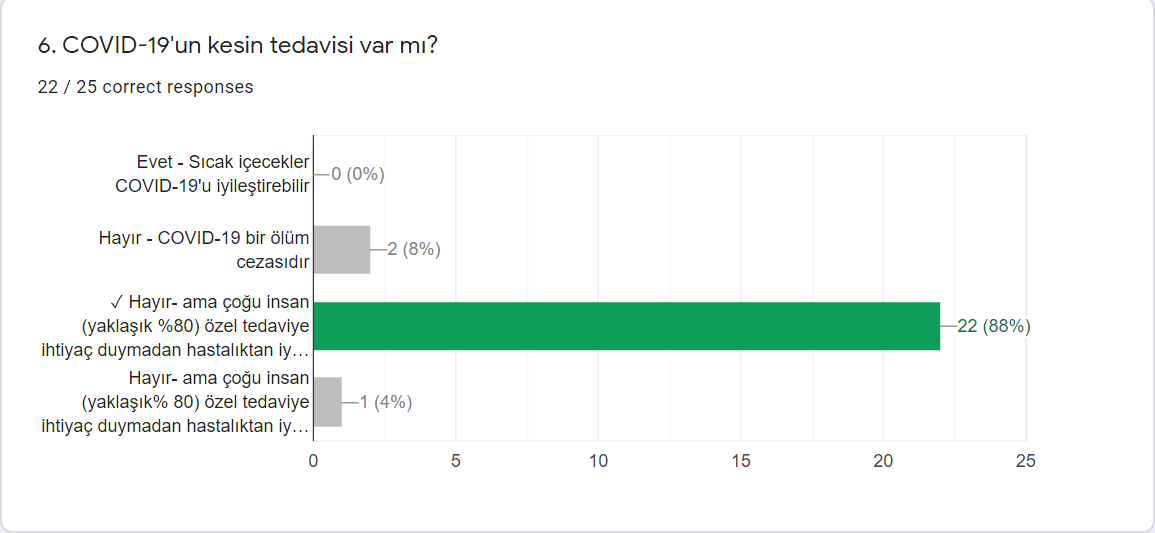 6. COVID-19'un kesin tedavisi var mı?
22 / 25 correct responses
Evet - Sıcak içecekler
COVID-19'u iyileştirebilir
0 (0%)
Hayır - COVID-19 bir ölüm
cezasıdır
2 (8%)
✓ Hayır- ama çoğu insan
(yaklaşık %80) özel tedaviye
ihtiyaç duymadan hastalıktan iy…
22 (88%)
Hayır- ama çoğu insan
(yaklaşık% 80) özel tedaviye
ihtiyaç duymadan hastalıktan iy…
1 (4%)
0 5 10 15 20 25